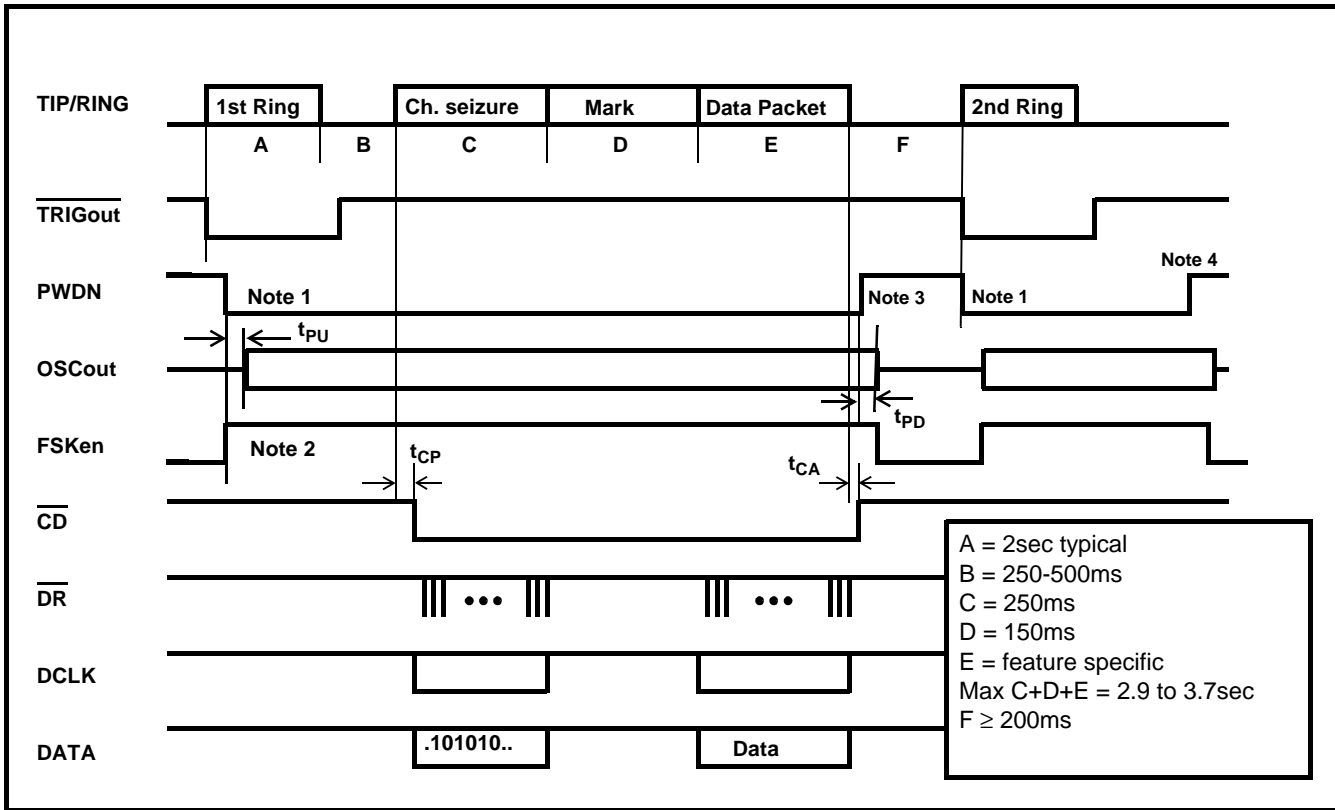 TIP/RING
1st Ring
Ch. seizure
Mark
Data Packet
2nd Ring
A
B
C
D
E
F
TRIGout
PWDN
Note 1
Note 3
Note 1
Note 4
tPU
OSCout
tPD
FSKen
Note 2
tCP
tCA
CD
DR
•••
•••
DCLK
DATA
.101010..
Data
A = 2sec typical
B = 250-500ms
C = 250ms
D = 150ms
E = feature specific
Max C+D+E = 2.9 to 3.7sec
F ≥ 200ms